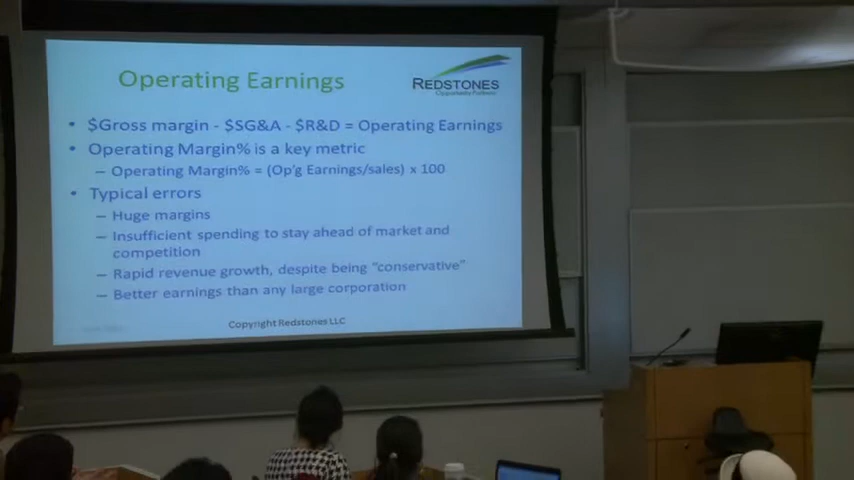 Operating Earnings
REDSTONES
Opportunity Partners
• $Gross margin - $SG&A - $R&D = Operating Earnings
• Operating Margin% is a key metric
– Operating Margin% = (Op'g Earnings/sales) x 100
• Typical errors
– Huge margins
– Insufficient spending to stay ahead of market and
competition
– Rapid revenue growth, despite being "conservative"
– Better earnings than any large corporation
Copyright Redstones LLC